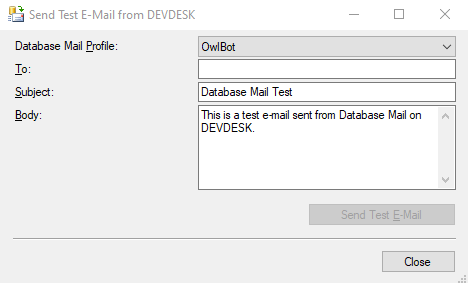 Send Test E-Mail from DEVDESK
Database Mail Profile:
OwlBot
To:
Subject:
Database Mail Test
Body:
This is a test e-mail sent from Database Mail on
DEVDESK.
Send Test E-Mail
Close